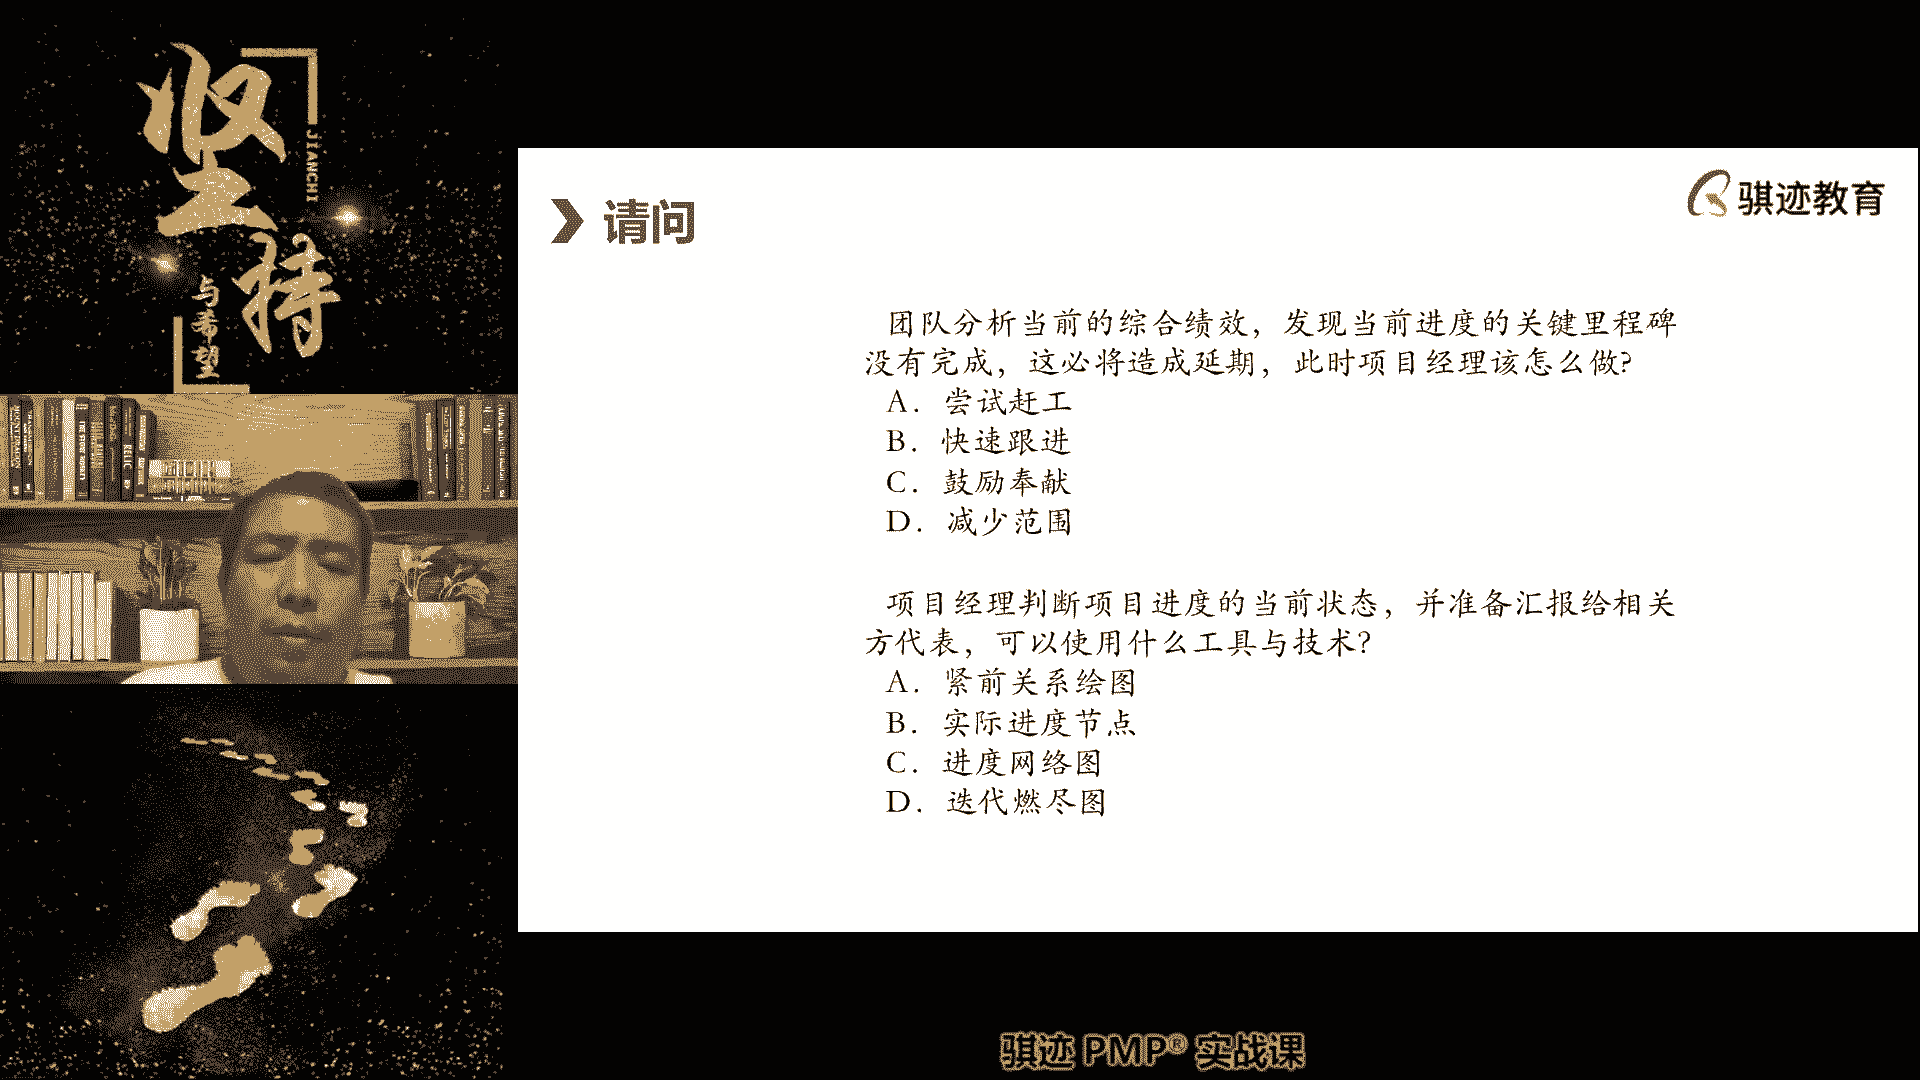 坚持
JIANCHI
与希望
骐迹教育
请问
团队分析当前的综合绩效，发现当前进度的关键里程碑
没有完成，这必将造成延期，此时项目经理该怎么做?
A. 尝试赶工
B. 快速跟进
C. 鼓励奉献
D. 减少范围
项目经理判断项目进度的当前状态，并准备汇报给相关
方代表，可以使用什么工具与技术?
A. 紧前关系绘图
B. 实际进度节点
C. 进度网络图
D. 迭代燃尽图
骐迹 PMP® 实战课